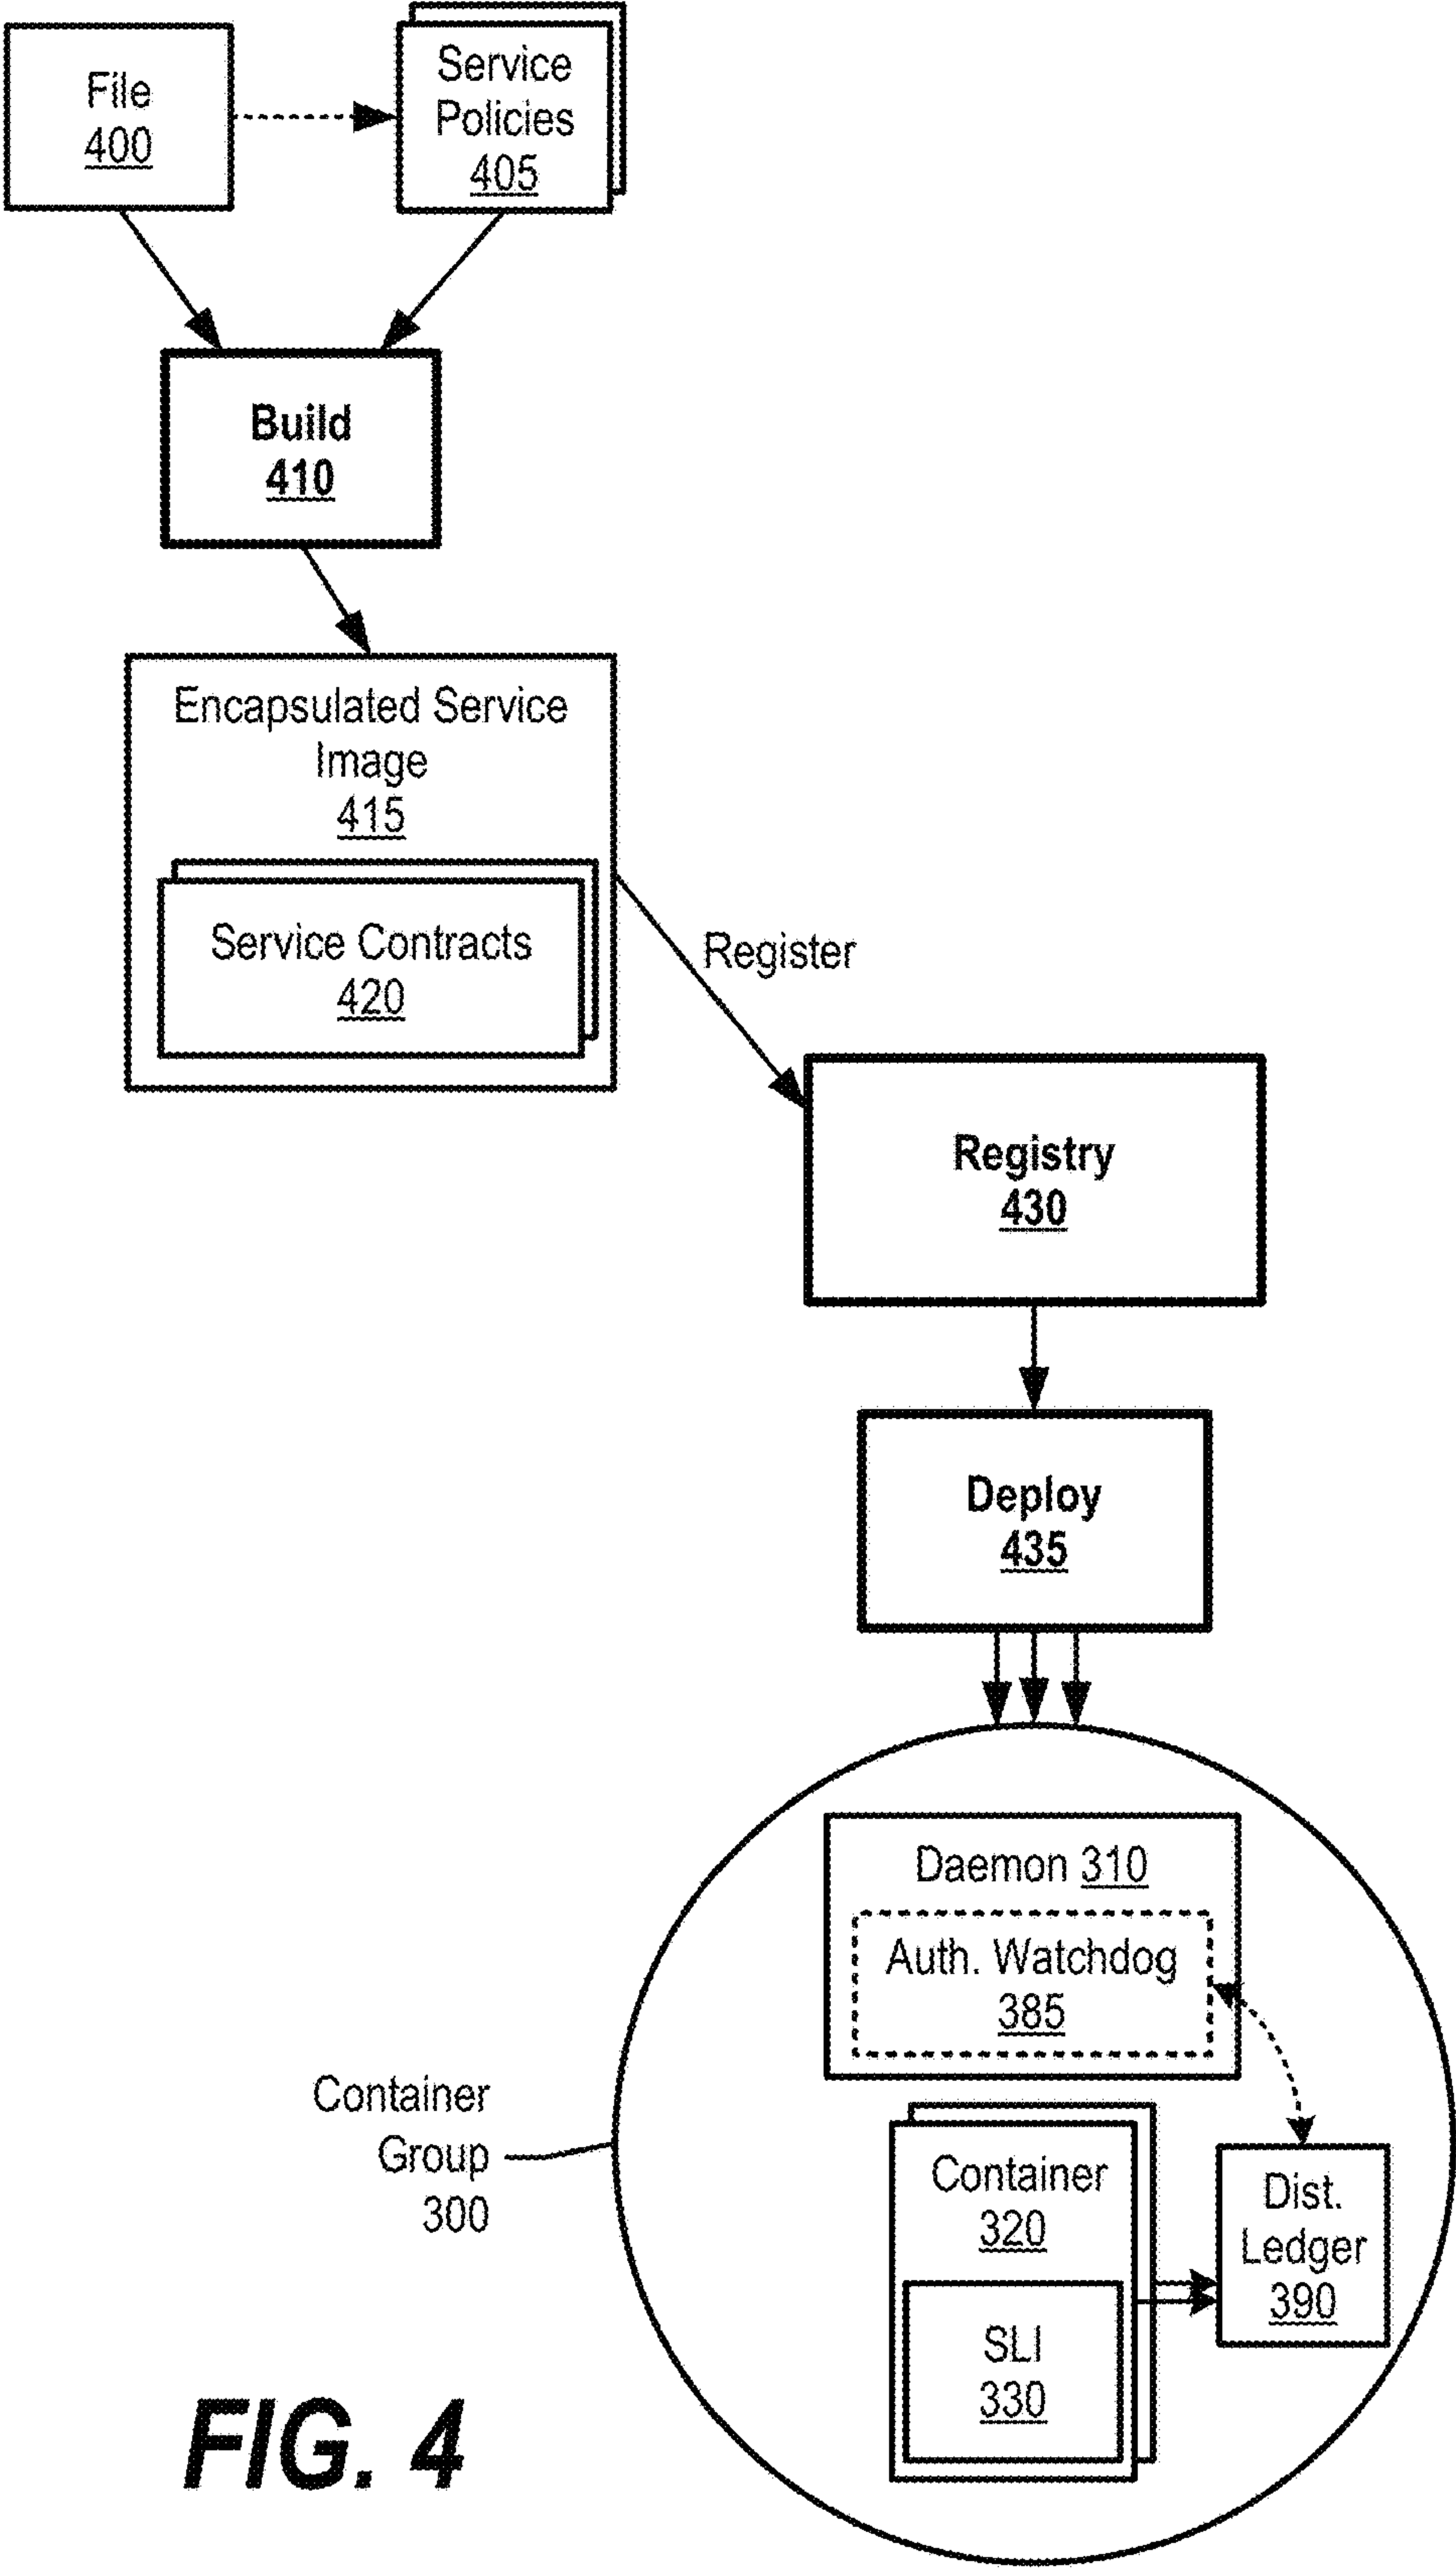 File
400
Service
Policies
405
Build
410
Encapsulated Service
Image
415
Service Contracts
420
Register
Registry
430
Deploy
435
Daemon 310
Auth. Watchdog
385
Container
Group
300
Container
320
Dist.
Ledger
390
SLI
330
FIG. 4